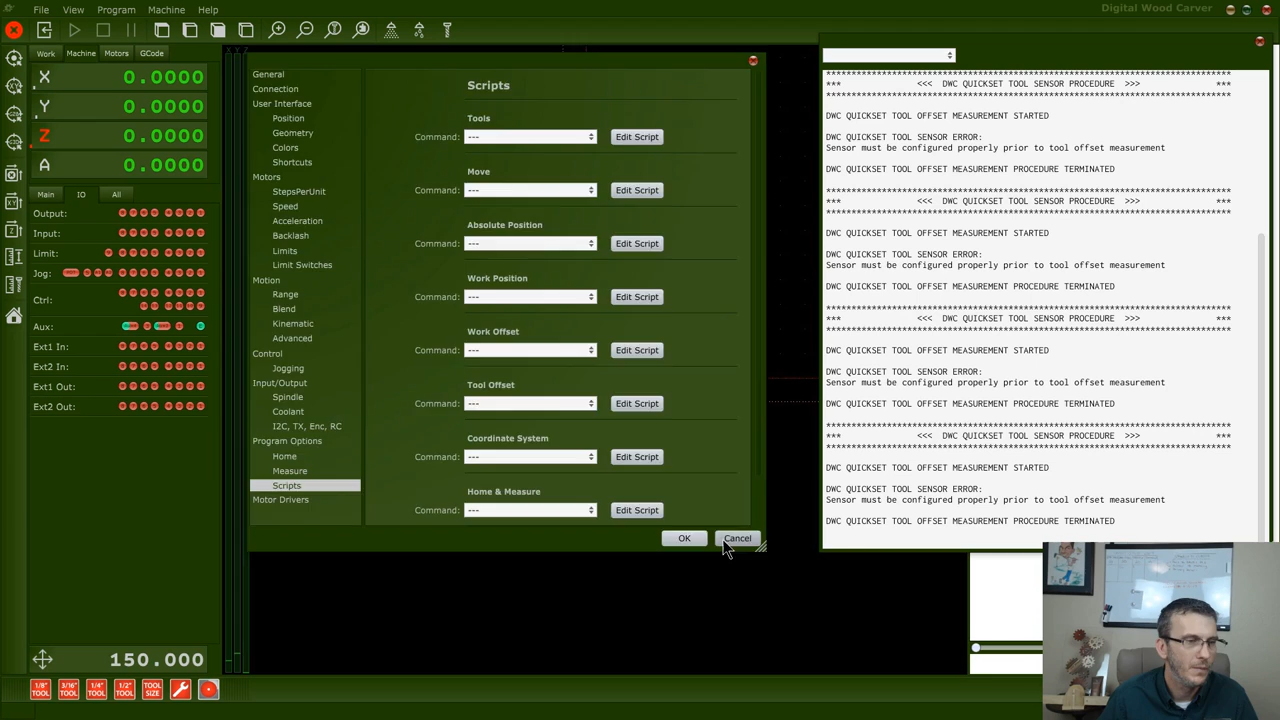 File View Program Machine Help
Digital Wood Carver
Work Machine Motors GCode
X 0.0000
Y 0.0000
Z 0.0000
A 0.0000
Main IO All
Output:
Input:
Limit:
Jog:
Ctrl:
Aux:
Ext1 In:
Ext2 In:
Ext1 Out:
Ext2 Out:
150.000
1/8" TOOL
3/16" TOOL
1/4" TOOL
1/2" TOOL
TOOL SIZE
General
Connection
User Interface
Position
Geometry
Colors
Shortcuts
Motors
StepsPerUnit
Speed
Acceleration
Backlash
Limits
Limit Switches
Motion
Range
Blend
Kinematic
Advanced
Control
Jogging
Input/Output
Spindle
Coolant
I2C, TX, Enc, RC
Program Options
Home
Measure
Scripts
Motor Drivers
Scripts
Tools
Command: --- Edit Script
Move
Command: --- Edit Script
Absolute Position
Command: --- Edit Script
Work Position
Command: --- Edit Script
Work Offset
Command: --- Edit Script
Tool Offset
Command: --- Edit Script
Coordinate System
Command: --- Edit Script
Home & Measure
Command: --- Edit Script
OK Cancel
*** <<< DWC QUICKSET TOOL SENSOR PROCEDURE >>> ***
DWC QUICKSET TOOL OFFSET MEASUREMENT STARTED
DWC QUICKSET TOOL SENSOR ERROR:
Sensor must be configured properly prior to tool offset measurement
DWC QUICKSET TOOL OFFSET MEASUREMENT PROCEDURE TERMINATED
*** <<< DWC QUICKSET TOOL SENSOR PROCEDURE >>> ***
DWC QUICKSET TOOL OFFSET MEASUREMENT STARTED
DWC QUICKSET TOOL SENSOR ERROR:
Sensor must be configured properly prior to tool offset measurement
DWC QUICKSET TOOL OFFSET MEASUREMENT PROCEDURE TERMINATED
*** <<< DWC QUICKSET TOOL SENSOR PROCEDURE >>> ***
DWC QUICKSET TOOL OFFSET MEASUREMENT STARTED
DWC QUICKSET TOOL SENSOR ERROR:
Sensor must be configured properly prior to tool offset measurement
DWC QUICKSET TOOL OFFSET MEASUREMENT PROCEDURE TERMINATED
*** <<< DWC QUICKSET TOOL SENSOR PROCEDURE >>> ***
DWC QUICKSET TOOL OFFSET MEASUREMENT STARTED
DWC QUICKSET TOOL SENSOR ERROR:
Sensor must be configured properly prior to tool offset measurement
DWC QUICKSET TOOL OFFSET MEASUREMENT PROCEDURE TERMINATED